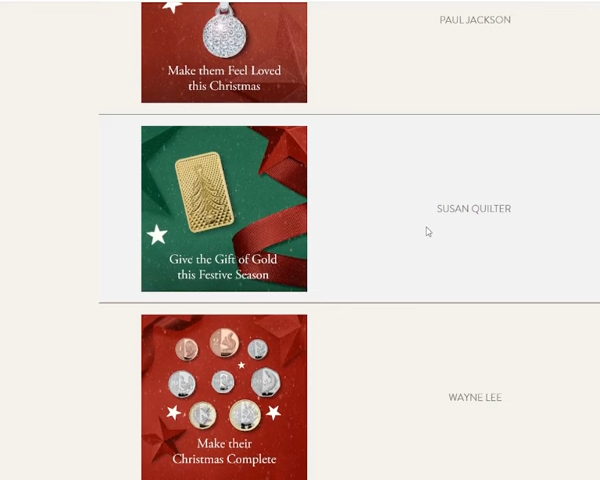 Make them Feel Loved
this Christmas
PAUL JACKSON
Give the Gift of Gold
this Festive Season
SUSAN QUILTER
Make their
Christmas Complete
WAYNE LEE